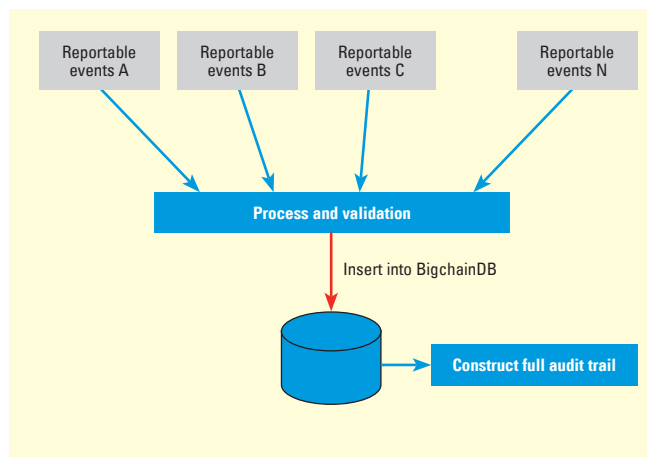 Reportable
events A
Reportable
events B
Reportable
events C
Reportable
events N
Process and validation
Insert into BigchainDB
Construct full audit trail